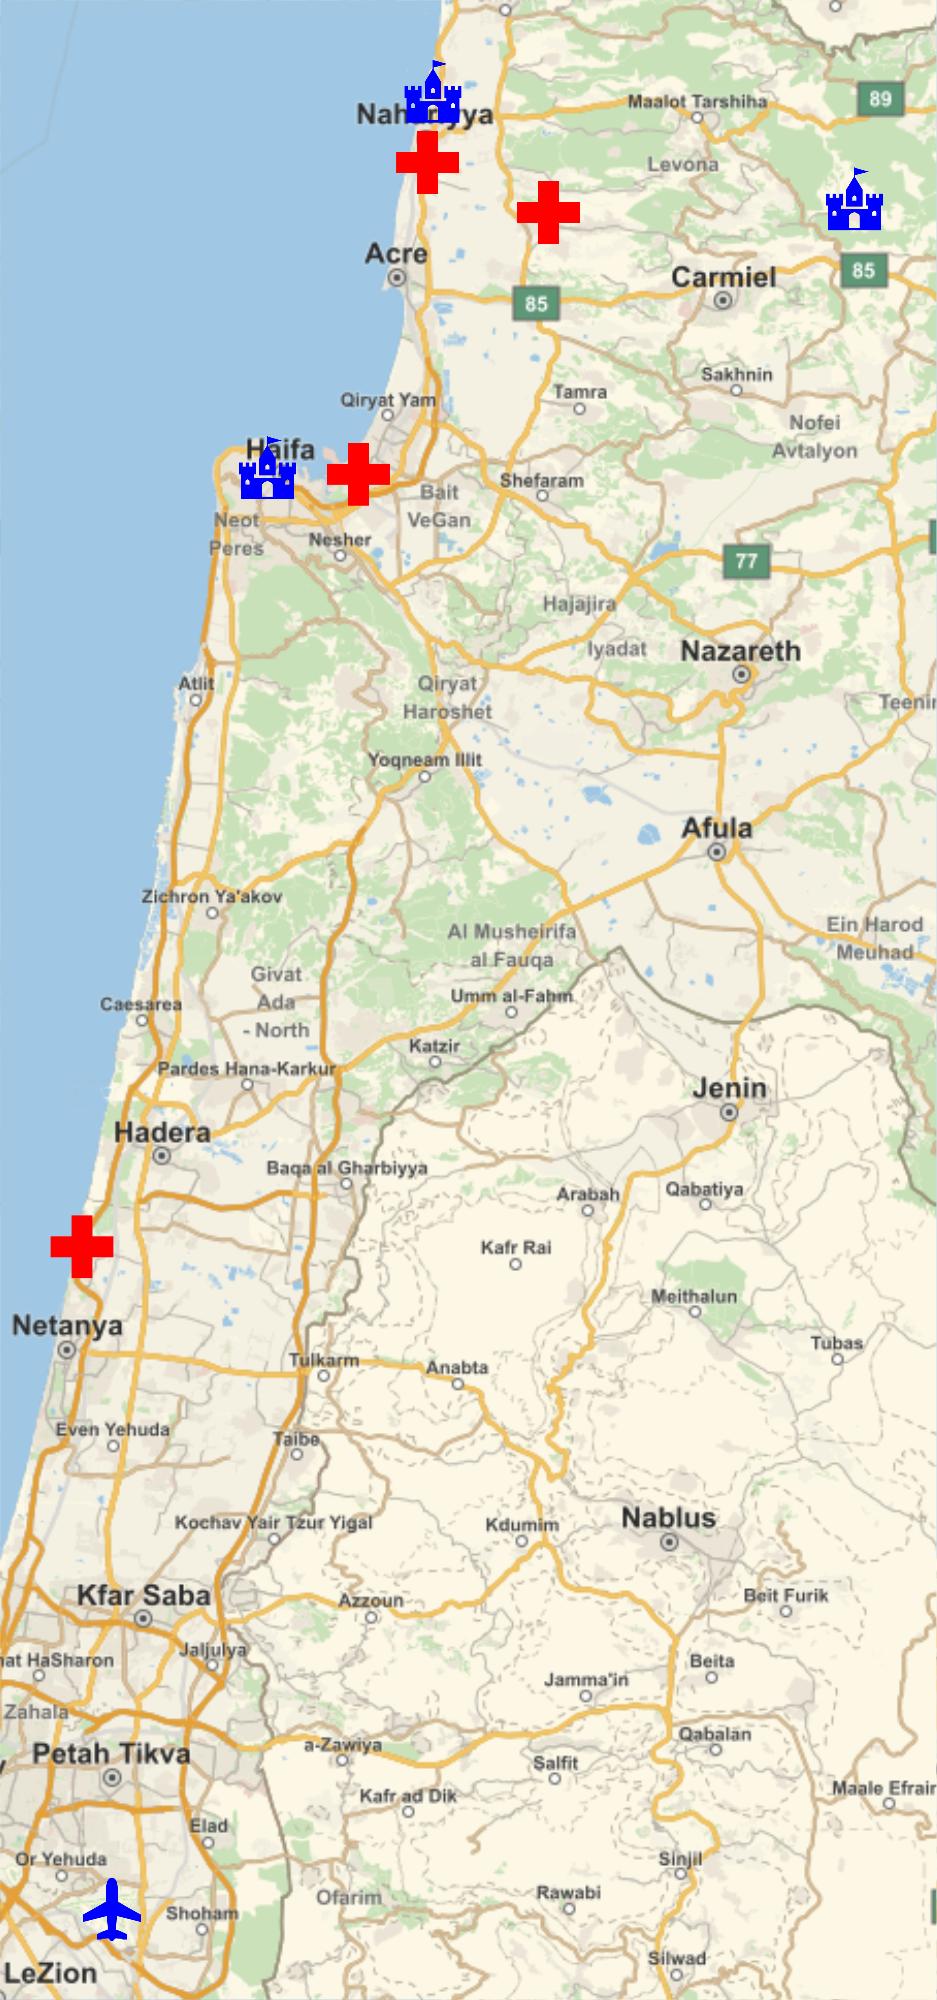 Maalot Tarshiha
89
Levona
Acre
Carmiel
85
85
Sakhnin
Tamra
Qiryat Yam
Nofei
Avtalyon
Haifa
Shefaram
Bait
VeGan
Neot
Peres
Nesher
77
Hajajira
Iyadat
Nazareth
Atlit
Qiryat
Haroshet
Yoqneam Illit
Afula
Zichron Ya'akov
Ein Harod
Meuhad
Al Musheirifa
al Fauqa
Givat
Ada
- North
Umm al-Fahm
Caesarea
Katzir
Pardes Hana-Karkur
Jenin
Hadera
Baqa al Gharbiyya
Arabah
Qabatiya
Kafr Rai
Meithalun
Netanya
Tubas
Tulkarm
Anabta
Even Yehuda
Taibe
Kochav Yair Tzur Yigal
Kdumim
Nablus
Kfar Saba
Azzoun
Beit Furik
Jaljulya
at HaSharon
Beita
Jamma'in
Zahala
Qabalan
a-Zawiya
Petah Tikva
Salfit
Kafr ad Dik
Maale Efrair
Elad
Or Yehuda
Sinjil
Ofarim
Rawabi
Shoham
Silwad
LeZion